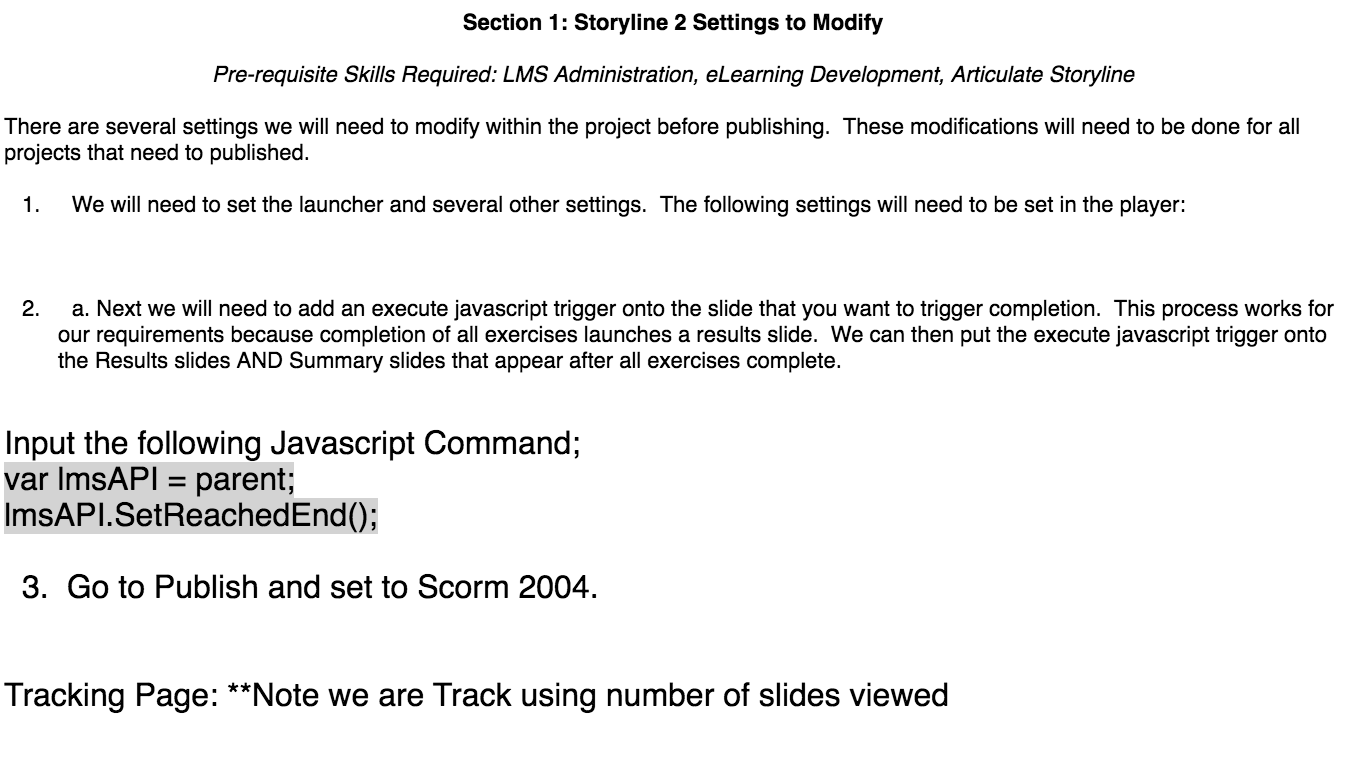 Section 1: Storyline 2 Settings to Modify
Pre-requisite Skills Required: LMS Administration, eLearning Development, Articulate Storyline
There are several settings we will need to modify within the project before publishing.  These modifications will need to be done for all
projects that need to published.
1.    We will need to set the launcher and several other settings.  The following settings will need to be set in the player:
2.    a. Next we will need to add an execute javascript trigger onto the slide that you want to trigger completion.  This process works for
our requirements because completion of all exercises launches a results slide.  We can then put the execute javascript trigger onto
the Results slides AND Summary slides that appear after all exercises complete.
Input the following Javascript Command;
var lmsAPI = parent;
lmsAPI.SetReachedEnd();
3.  Go to Publish and set to Scorm 2004.
Tracking Page: **Note we are Track using number of slides viewed